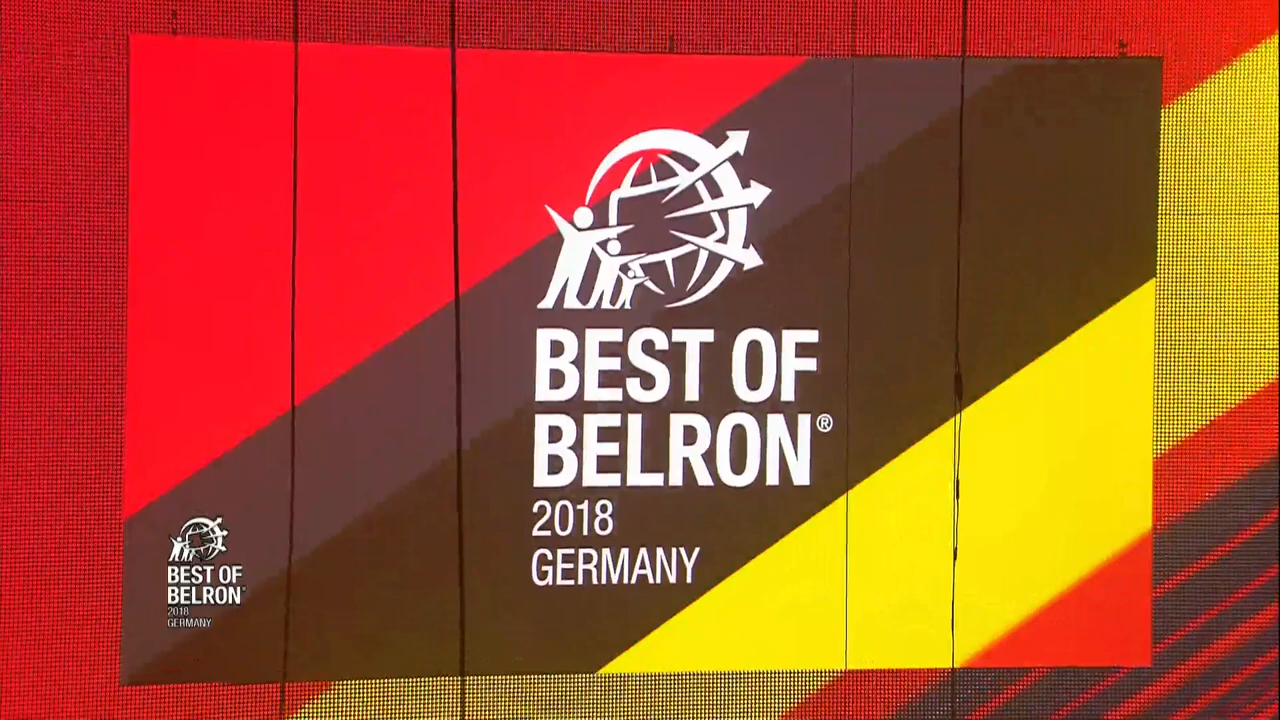 BEST OF
BELRON®
2018
GERMANY
BEST OF
BELRON
2018
GERMANY